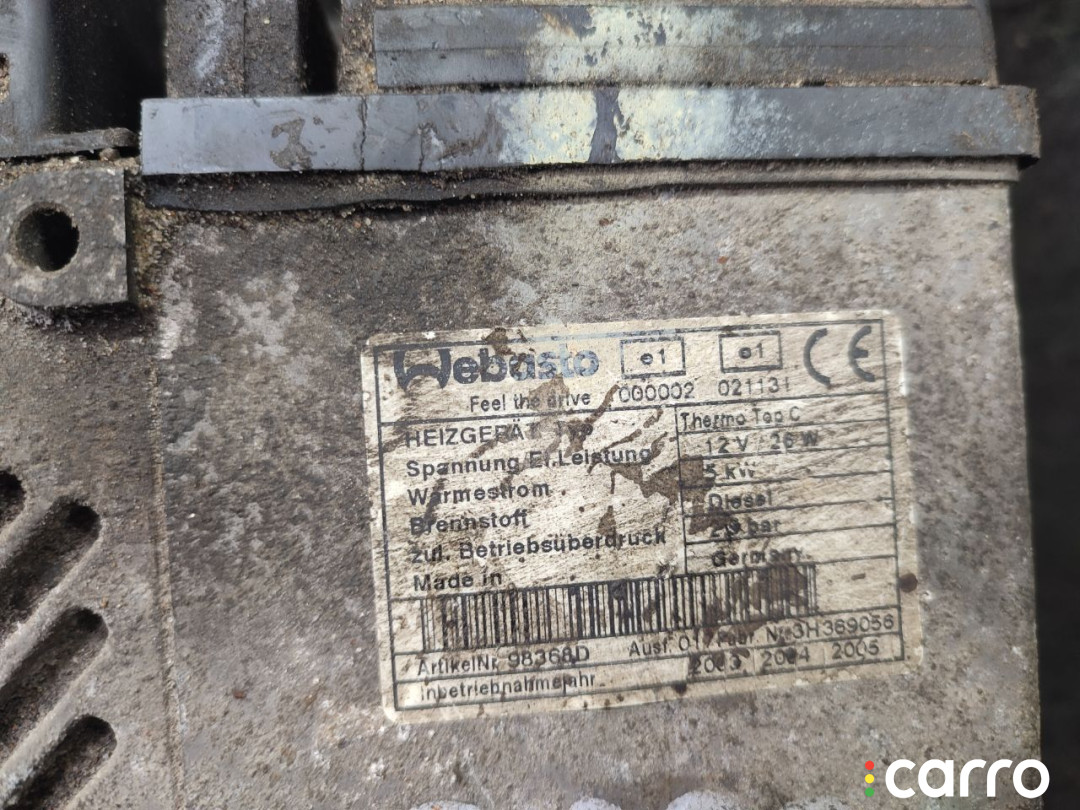 Webasto e1 e1 CE
Feel the drive 000002 021131
HEIZGERÄT Typ Thermo Top C
Spannung El.Leistung 12 V / 26 W
Wärmestrom 5 kW
Brennstoff Diesel
zul. Betriebsüberdruck bar
Made in Germany
ArtikelNr. 98368D Ausf. 01 Fabr. Nr. 3H369056
Inbetriebnahmejahr 2003 2004 2005
carro